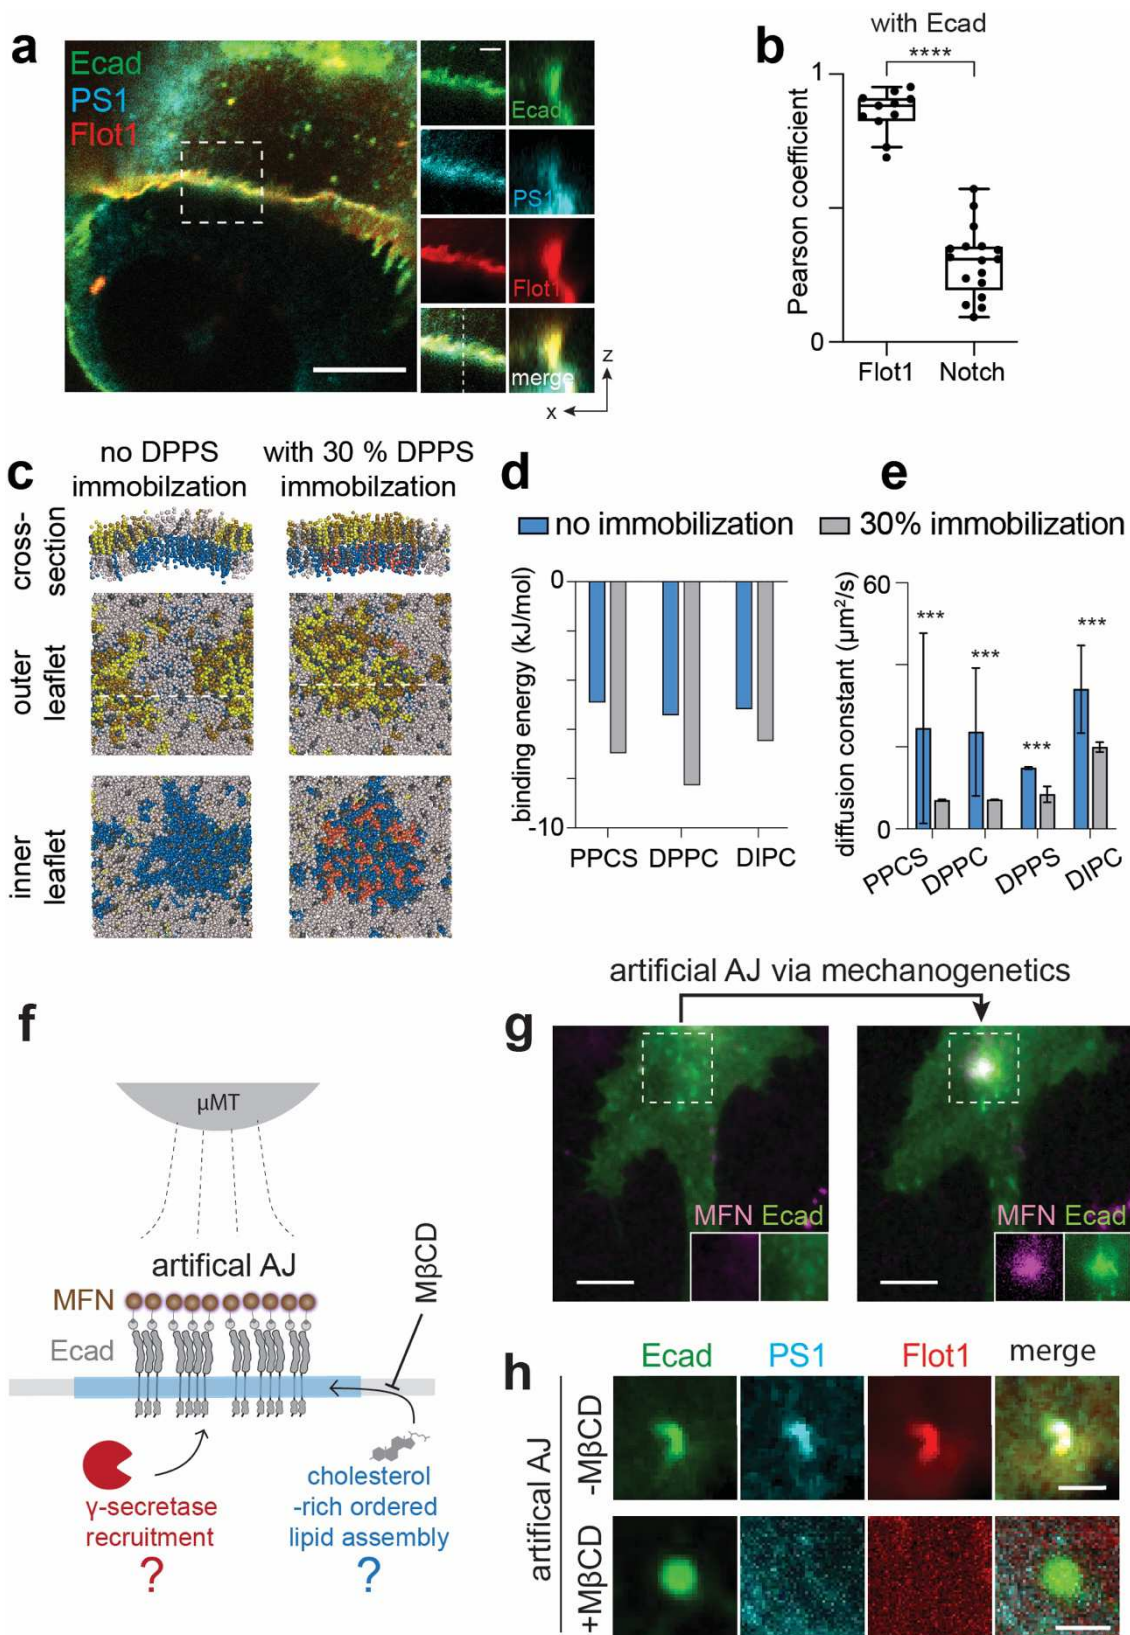 a
Ecad
PS1
Flot1
Ecad
PS1
Flot1
merge
z
x
b
with Ecad
****
Pearson coefficient
1
0
Flot1 Notch
c
no DPPS
immobilzation
with 30 % DPPS
immobilzation
cross-
section
outer
leaflet
inner
leaflet
d
e
no immobilization
30% immobilization
binding energy (kJ/mol)
0
-10
PPCS DPPC DIPC
diffusion constant (µm²/s)
60
0
***
***
***
***
PPCS DPPC DPPS DIPC
f
µMT
artifical AJ
MFN
Ecad
MβCD
γ-secretase
recruitment
?
cholesterol
-rich ordered
lipid assembly
?
artificial AJ via mechanogenetics
g
MFN Ecad
MFN Ecad
h
Ecad PS1 Flot1 merge
artifical AJ
-MβCD
+MβCD